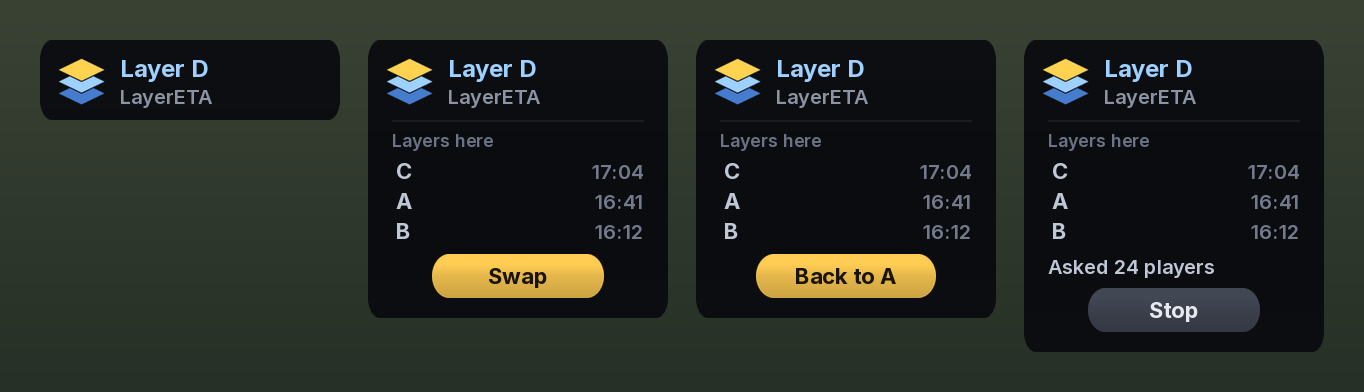 Layer D
LayerETA
Layer D
LayerETA
Layers here
C 17:04
A 16:41
B 16:12
Swap
Layer D
LayerETA
Layers here
C 17:04
A 16:41
B 16:12
Back to A
Layer D
LayerETA
Layers here
C 17:04
A 16:41
B 16:12
Asked 24 players
Stop